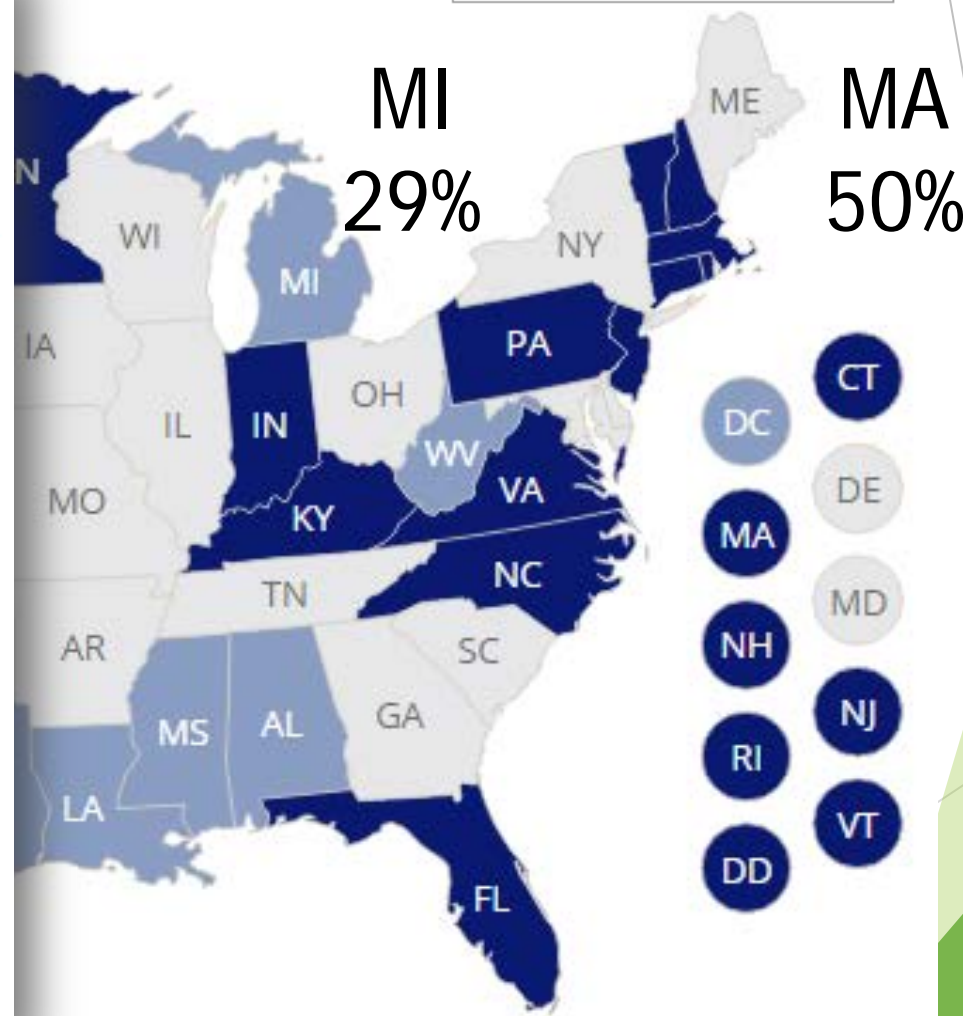 MI
29%
MA
50%
ME
N
WI
NY
MI
IA
PA
OH
CT
IL
IN
DC
WV
DE
MO
VA
KY
MA
NC
MD
TN
AR
NH
SC
NJ
GA
MS
AL
RI
LA
VT
DD
FL